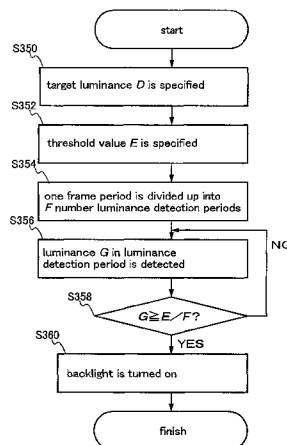 start
S350
target luminance D is specified
S352
threshold value E is specified
S354
one frame period is divided up into
F number luminance detection periods
S356
luminance G in luminance
detection period is detected
NO
S358
G≧E/F?
YES
S360
backlight is turned on
finish